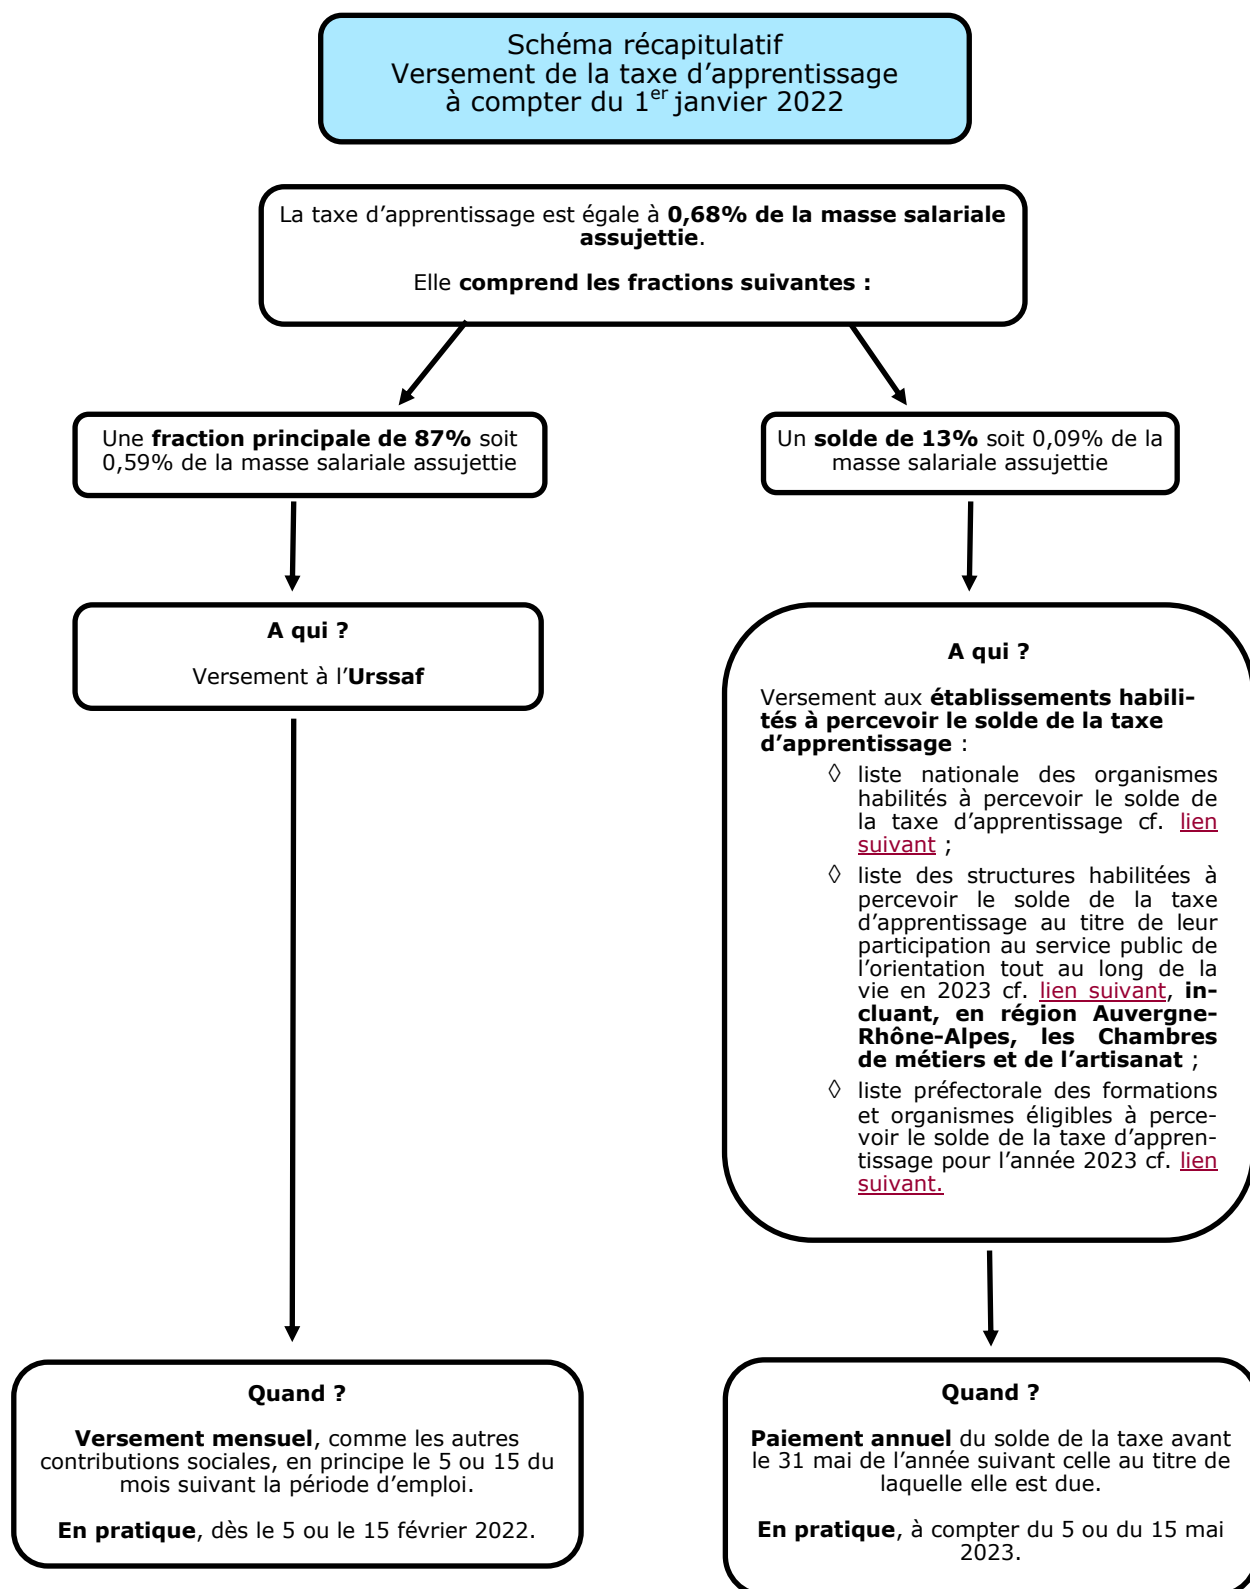 Schéma récapitulatif
Versement de la taxe d’apprentissage
à compter du 1er janvier 2022
La taxe d’apprentissage est égale à 0,68% de la masse salariale
assujettie.
Elle comprend les fractions suivantes :
Une fraction principale de 87% soit
0,59% de la masse salariale assujettie
Un solde de 13% soit 0,09% de la
masse salariale assujettie
A qui ?
Versement à l’Urssaf
A qui ?
Versement aux établissements habili-
tés à percevoir le solde de la taxe
d’apprentissage :
◊ liste nationale des organismes
habilités à percevoir le solde de
la taxe d’apprentissage cf. lien
suivant ;
◊ liste des structures habilitées à
percevoir le solde de la taxe
d’apprentissage au titre de leur
participation au service public de
l’orientation tout au long de la
vie en 2023 cf. lien suivant, in-
cluant, en région Auvergne-
Rhône-Alpes, les Chambres
de métiers et de l’artisanat ;
◊ liste préfectorale des formations
et organismes éligibles à perce-
voir le solde de la taxe d’appren-
tissage pour l’année 2023 cf. lien
suivant.
Quand ?
Versement mensuel, comme les autres
contributions sociales, en principe le 5 ou 15 du
mois suivant la période d’emploi.
En pratique, dès le 5 ou le 15 février 2022.
Quand ?
Paiement annuel du solde de la taxe avant
le 31 mai de l’année suivant celle au titre de
laquelle elle est due.
En pratique, à compter du 5 ou du 15 mai
2023.